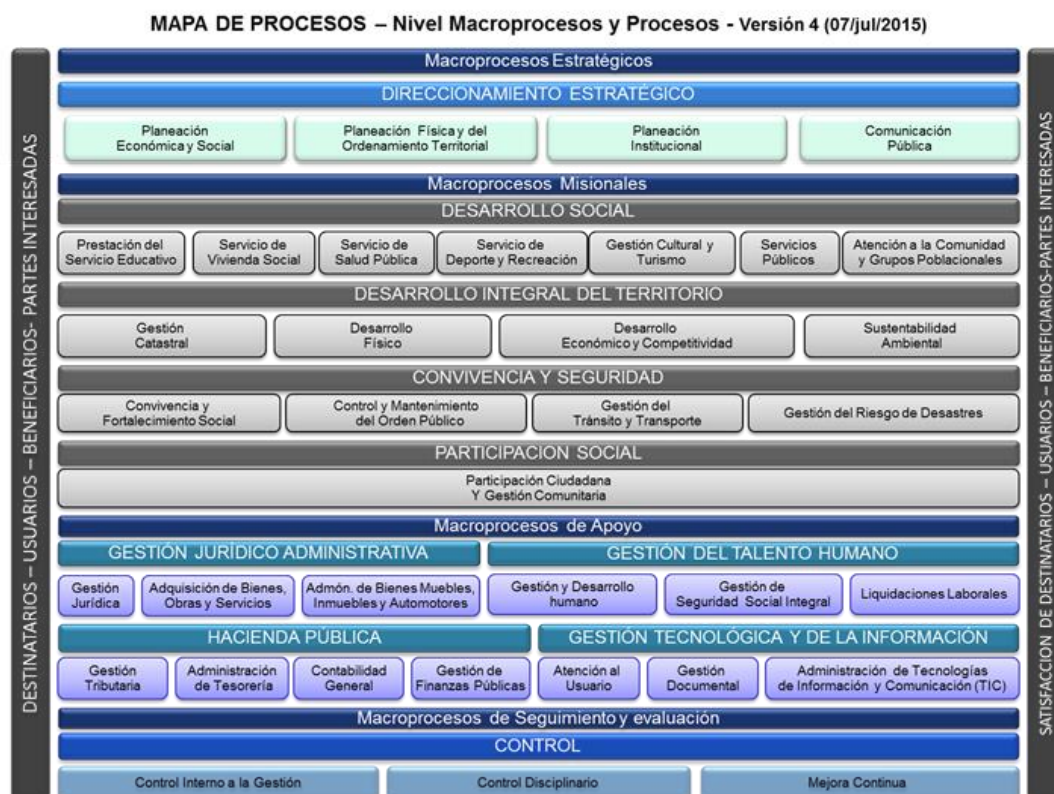 MAPA DE PROCESOS – Nivel Macroprocesos y Procesos - Versión 4 (07/jul/2015)
DESTINATARIOS – USUARIOS – BENEFICIARIOS- PARTES INTERESADAS
Macroprocesos Estratégicos
DIRECCIONAMIENTO ESTRATÉGICO
Planeación
Económica y Social
Planeación Física y del
Ordenamiento Territorial
Planeación
Institucional
Comunicación
Pública
Macroprocesos Misionales
DESARROLLO SOCIAL
Prestación del
Servicio Educativo
Servicio de
Vivienda Social
Servicio de
Salud Pública
Servicio de
Deporte y Recreación
Gestión Cultural y
Turismo
Servicios
Públicos
Atención a la Comunidad
y Grupos Poblacionales
DESARROLLO INTEGRAL DEL TERRITORIO
Gestión
Catastral
Desarrollo
Físico
Desarrollo
Económico y Competitividad
Sustentabilidad
Ambiental
CONVIVENCIA Y SEGURIDAD
Convivencia y
Fortalecimiento Social
Control y Mantenimiento
del Orden Público
Gestión del
Tránsito y Transporte
Gestión del Riesgo de Desastres
PARTICIPACION SOCIAL
Participación Ciudadana
Y Gestión Comunitaria
Macroprocesos de Apoyo
GESTIÓN JURÍDICO ADMINISTRATIVA
Gestión
Jurídica
Adquisición de Bienes,
Obras y Servicios
Admón. de Bienes Muebles,
Inmuebles y Automotores
GESTIÓN DEL TALENTO HUMANO
Gestión y Desarrollo
humano
Gestión de
Seguridad Social Integral
Liquidaciones Laborales
HACIENDA PÚBLICA
Gestión
Tributaria
Administración
de Tesorería
Contabilidad
General
Gestión de
Finanzas Públicas
GESTIÓN TECNOLÓGICA Y DE LA INFORMACIÓN
Atención al
Usuario
Gestión
Documental
Administración de Tecnologías
de Información y Comunicación (TIC)
Macroprocesos de Seguimiento y evaluación
CONTROL
Control Interno a la Gestión
Control Disciplinario
Mejora Continua
SATISFACCION DE DESTINATARIOS – USUARIOS – BENEFICIARIOS-PARTES INTERESADAS